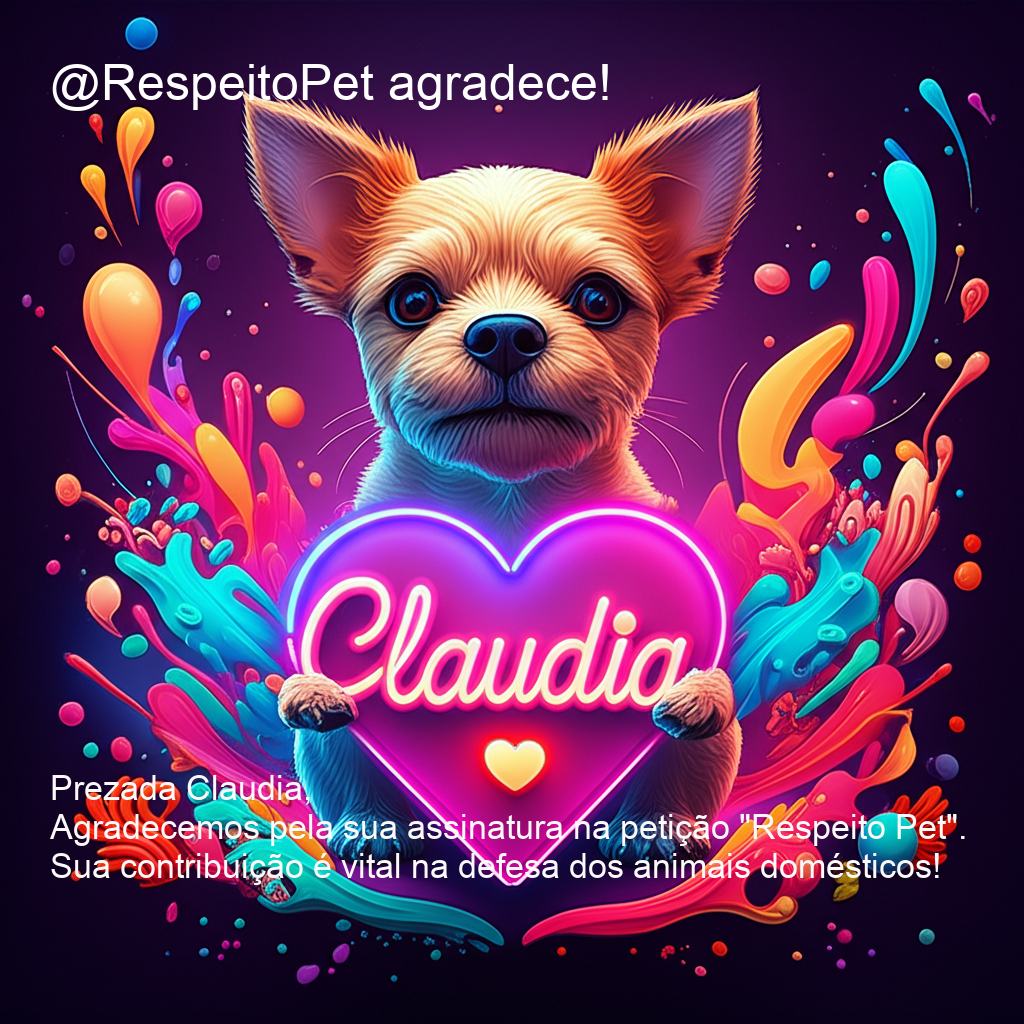 @RespeitoPet agradece!
Claudia
Prezada Claudia,
Agradecemos pela sua assinatura na petição "Respeito Pet".
Sua contribuição é vital na defesa dos animais domésticos!